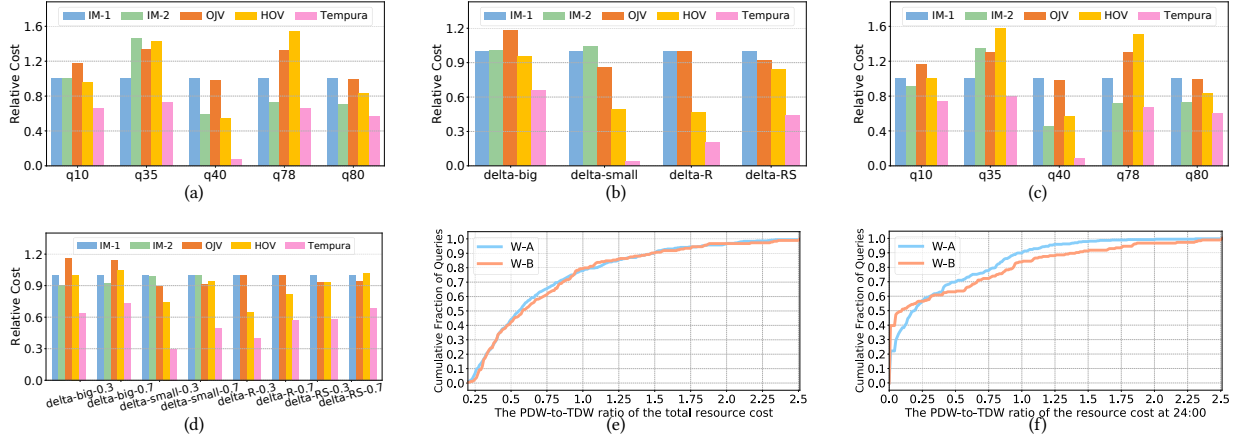 IM-1 IM-2 OJV HOV Tempura
Relative Cost
1.6
1.2
0.8
0.4
0.0
q10 q35 q40 q78 q80
(a)
IM-1 IM-2 OJV HOV Tempura
Relative Cost
1.2
0.9
0.6
0.3
0.0
delta-big delta-small delta-R delta-RS
(b)
IM-1 IM-2 OJV HOV Tempura
Relative Cost
1.6
1.2
0.8
0.4
0.0
q10 q35 q40 q78 q80
(c)
IM-1 IM-2 OJV HOV Tempura
Relative Cost
1.2
0.9
0.6
0.3
0.0
delta-big-0.3 delta-big-0.7 delta-small-0.3 delta-small-0.7 delta-R-0.3 delta-R-0.7 delta-RS-0.3 delta-RS-0.7
(d)
Cumulative Fraction of Queries
1.0
0.9
0.8
0.7
0.6
0.5
0.4
0.3
0.2
0.1
0.0
W-A
W-B
0.2 0.5 0.75 1.0 1.25 1.5 1.75 2.0 2.25 2.5
The PDW-to-TDW ratio of the total resource cost
(e)
Cumulative Fraction of Queries
1.0
0.9
0.8
0.7
0.6
0.5
0.4
0.3
0.2
0.1
0.0
W-A
W-B
0.0 0.25 0.5 0.75 1.0 1.25 1.5 1.75 2.0 2.25 2.5
The PDW-to-TDW ratio of the resource cost at 24:00
(f)